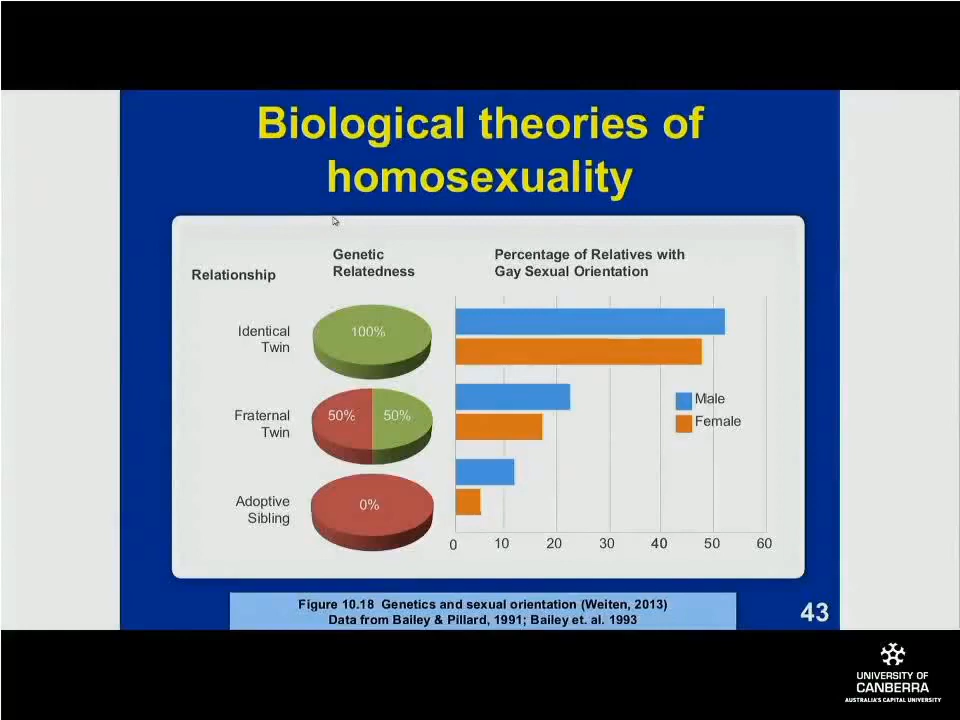 Biological theories of
homosexuality
Relationship
Genetic
Relatedness
Percentage of Relatives with
Gay Sexual Orientation
Identical
Twin
100%
Fraternal
Twin
50%
50%
Adoptive
Sibling
0%
Male
Female
0 10 20 30 40 50 60
Figure 10.18 Genetics and sexual orientation (Weiten, 2013)
Data from Bailey & Pillard, 1991; Bailey et. al. 1993
43
UNIVERSITY OF
CANBERRA
AUSTRALIA'S CAPITAL UNIVERSITY